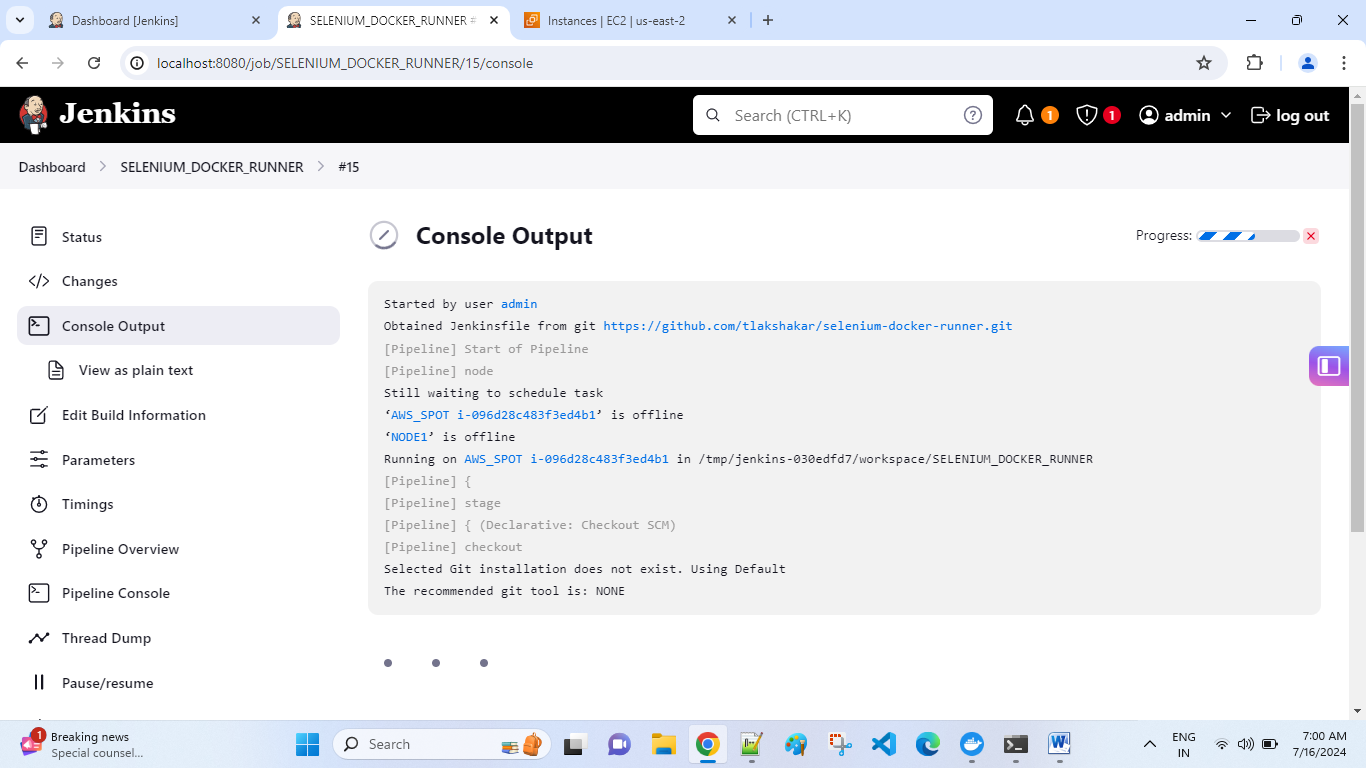 Dashboard [Jenkins]
SELENIUM_DOCKER_RUNNER #
Instances | EC2 | us-east-2
localhost:8080/job/SELENIUM_DOCKER_RUNNER/15/console
Jenkins
Search (CTRL+K)
1
1
admin
log out
Dashboard
SELENIUM_DOCKER_RUNNER
#15
Status
Changes
Console Output
View as plain text
Edit Build Information
Parameters
Timings
Pipeline Overview
Pipeline Console
Thread Dump
Pause/resume
Console Output
Progress:
Started by user admin
Obtained Jenkinsfile from git https://github.com/tlakshakar/selenium-docker-runner.git
[Pipeline] Start of Pipeline
[Pipeline] node
Still waiting to schedule task
‘AWS_SPOT i-096d28c483f3ed4b1’ is offline
‘NODE1’ is offline
Running on AWS_SPOT i-096d28c483f3ed4b1 in /tmp/jenkins-030edfd7/workspace/SELENIUM_DOCKER_RUNNER
[Pipeline] {
[Pipeline] stage
[Pipeline] { (Declarative: Checkout SCM)
[Pipeline] checkout
Selected Git installation does not exist. Using Default
The recommended git tool is: NONE
1
Breaking news
Special counsel...
Search
ENG
IN
7:00 AM
7/16/2024